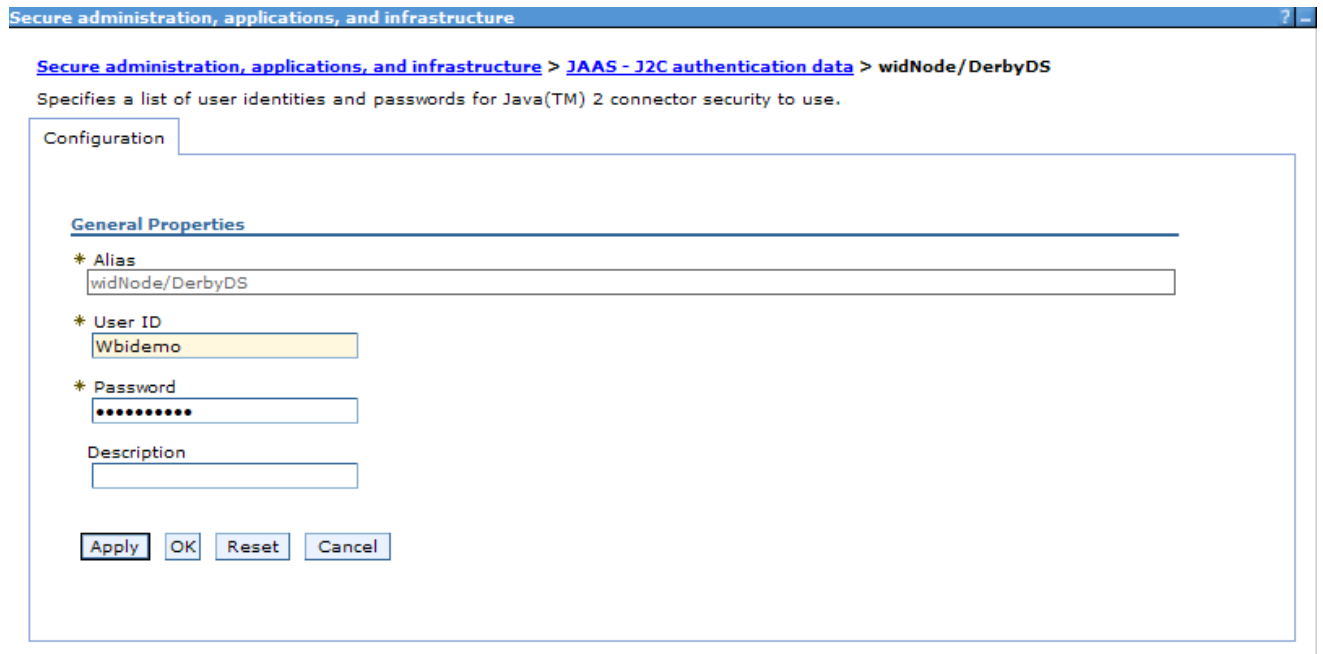 Secure administration, applications, and infrastructure ? –
Secure administration, applications, and infrastructure > JAAS - J2C authentication data > widNode/DerbyDS
Specifies a list of user identities and passwords for Java(TM) 2 connector security to use.
Configuration
General Properties
* Alias
widNode/DerbyDS
* User ID
Wbidemo
* Password
••••••••••
Description
Apply OK Reset Cancel